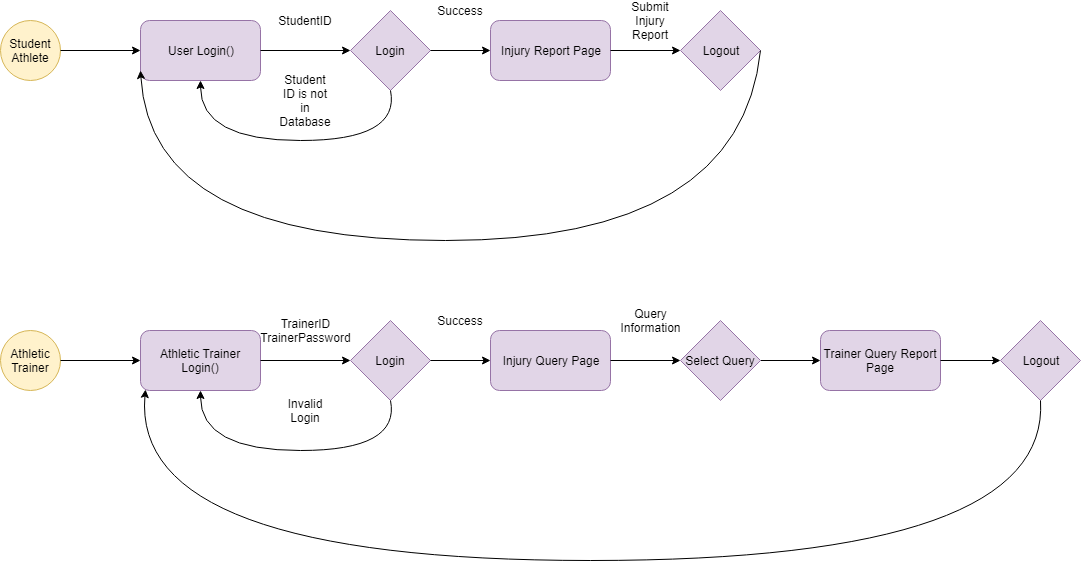 Student
Athlete
User Login()
StudentID
Login
Success
Injury Report Page
Submit
Injury
Report
Logout
Student
ID is not
in
Database
Athletic
Trainer
Athletic Trainer
Login()
TrainerID
TrainerPassword
Login
Success
Injury Query Page
Query
Information
Select Query
Trainer Query Report
Page
Logout
Invalid
Login